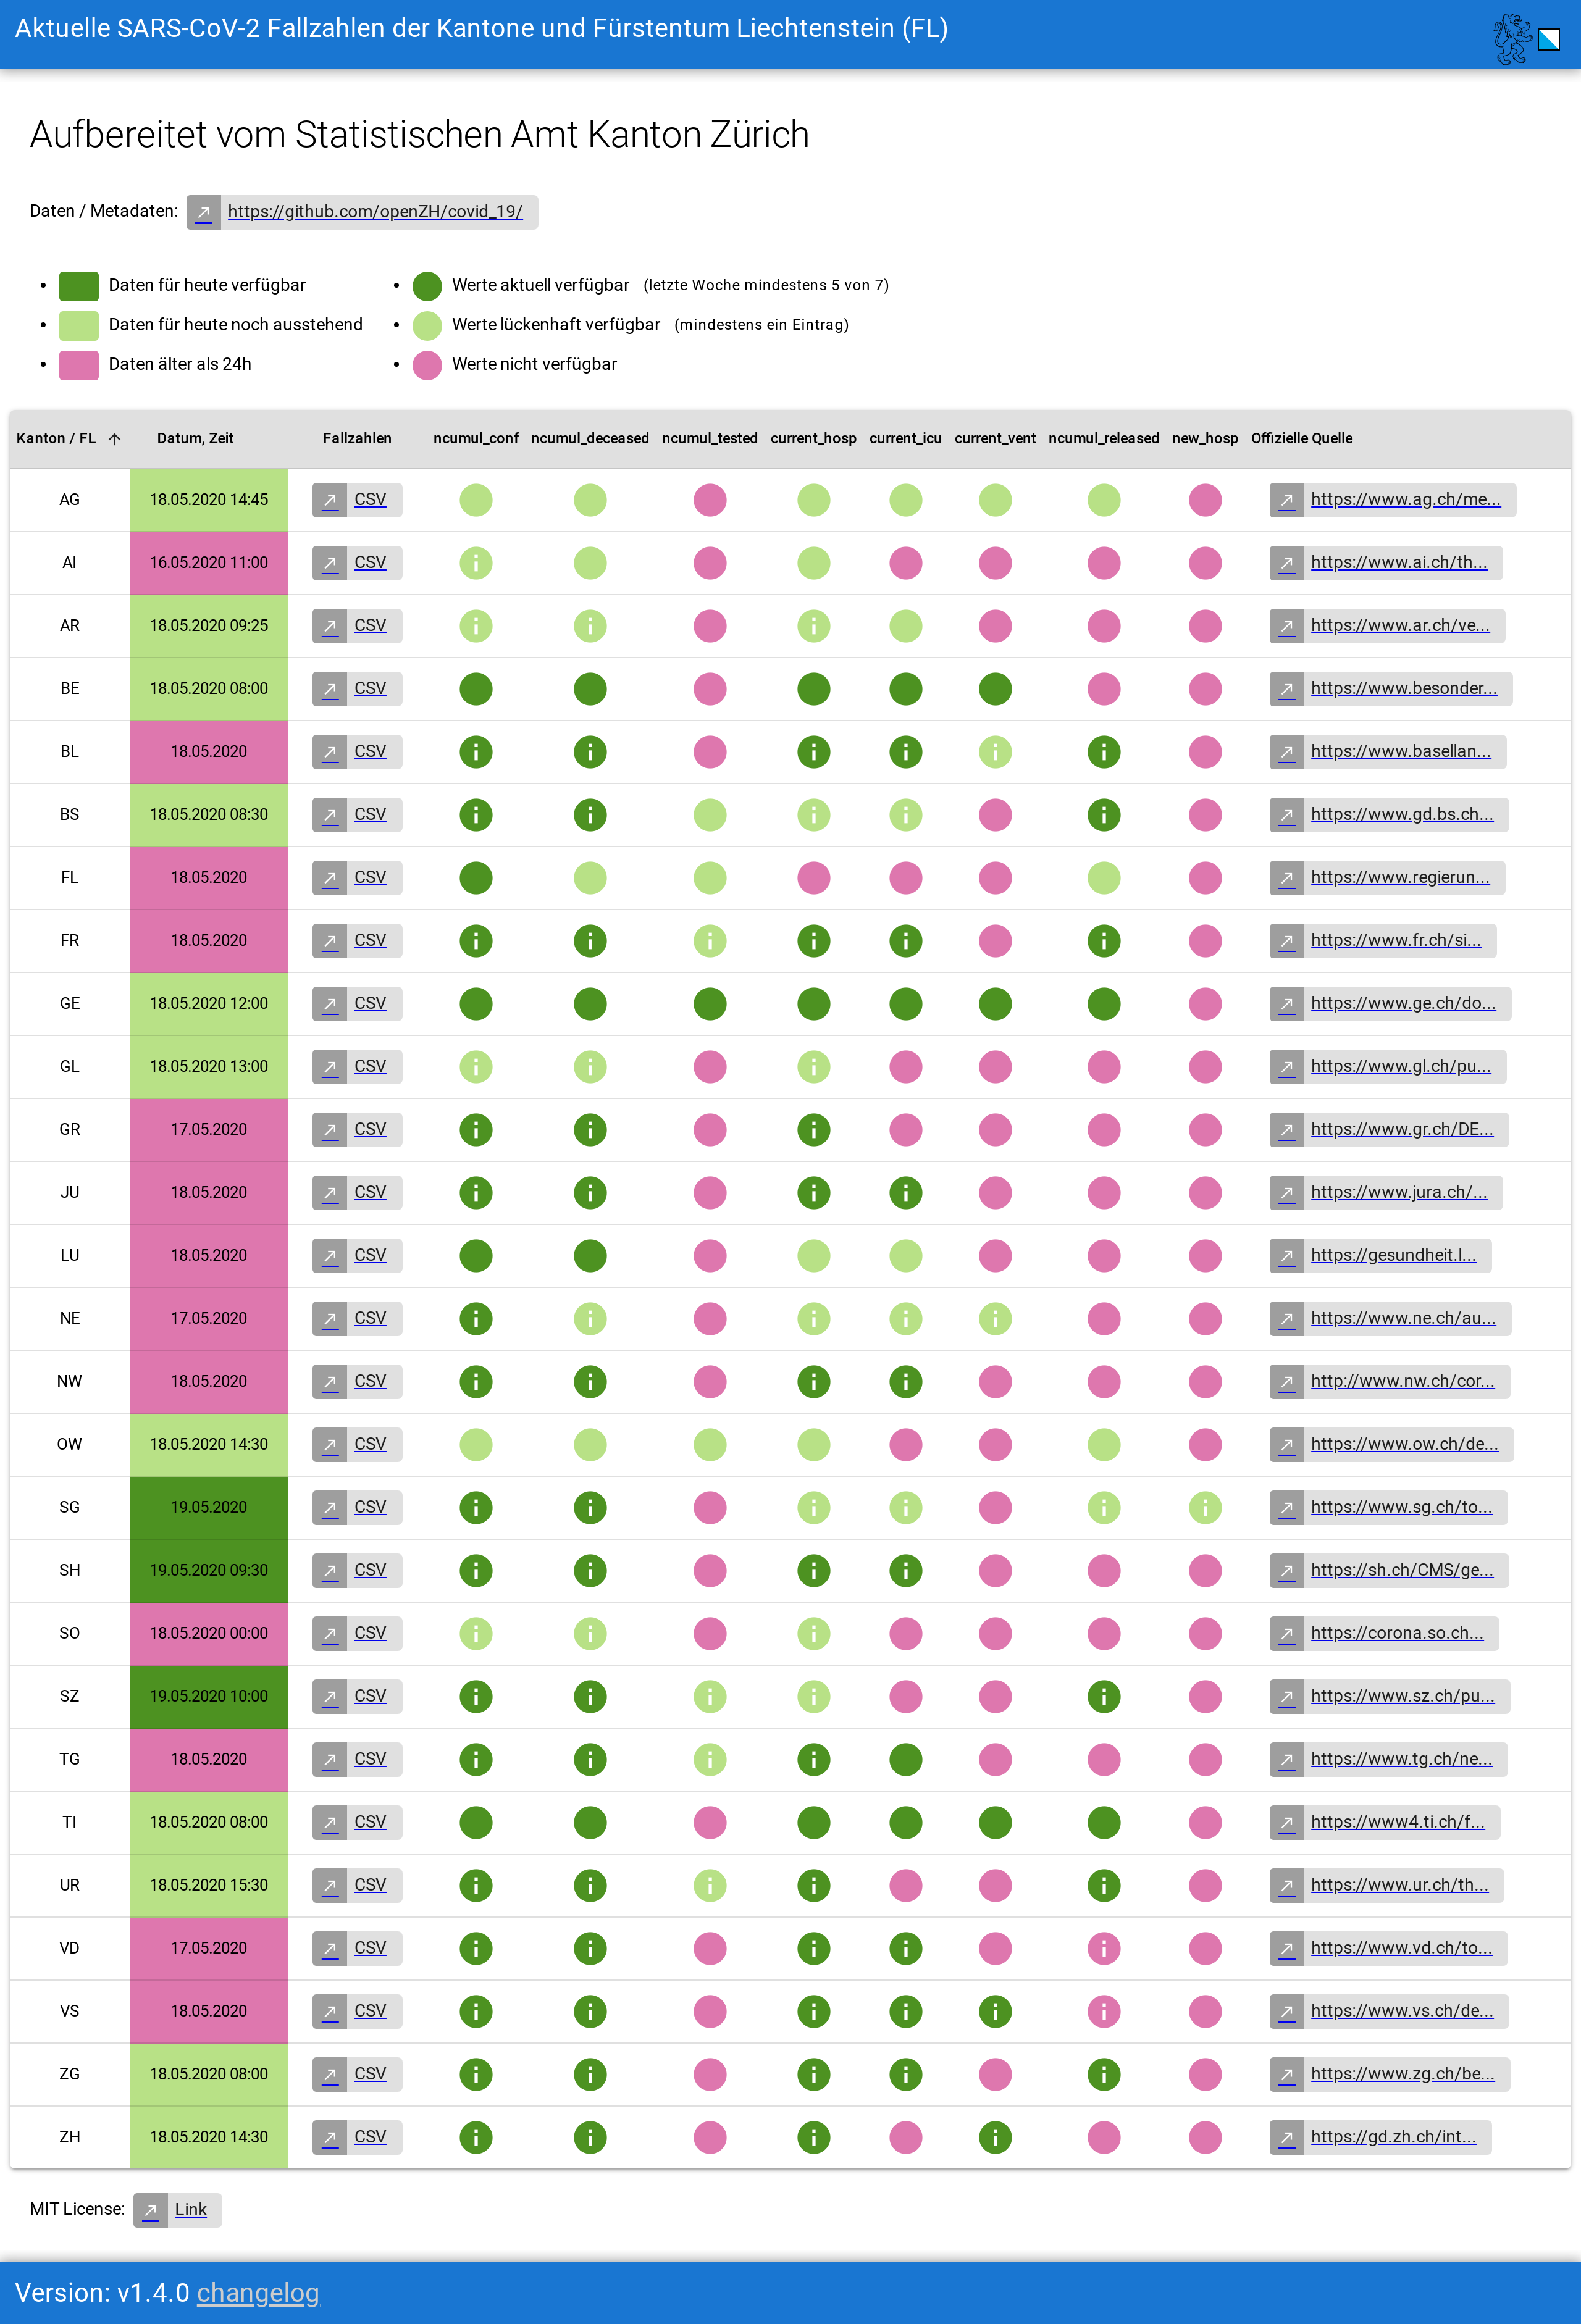 Aktuelle SARS-CoV-2 Fallzahlen der Kantone und Fürstentum Liechtenstein (FL)
Aufbereitet vom Statistischen Amt Kanton Zürich
Daten / Metadaten: https://github.com/openZH/covid_19/
Daten für heute verfügbar
Daten für heute noch ausstehend
Daten älter als 24h
Werte aktuell verfügbar (letzte Woche mindestens 5 von 7)
Werte lückenhaft verfügbar (mindestens ein Eintrag)
Werte nicht verfügbar
Kanton / FL Datum, Zeit Fallzahlen ncumul_conf ncumul_deceased ncumul_tested current_hosp current_icu current_vent ncumul_released new_hosp Offizielle Quelle
AG 18.05.2020 14:45 CSV https://www.ag.ch/me...
AI 16.05.2020 11:00 CSV https://www.ai.ch/th...
AR 18.05.2020 09:25 CSV https://www.ar.ch/ve...
BE 18.05.2020 08:00 CSV https://www.besonder...
BL 18.05.2020 CSV https://www.basellan...
BS 18.05.2020 08:30 CSV https://www.gd.bs.ch...
FL 18.05.2020 CSV https://www.regierun...
FR 18.05.2020 CSV https://www.fr.ch/si...
GE 18.05.2020 12:00 CSV https://www.ge.ch/do...
GL 18.05.2020 13:00 CSV https://www.gl.ch/pu...
GR 17.05.2020 CSV https://www.gr.ch/DE...
JU 18.05.2020 CSV https://www.jura.ch/...
LU 18.05.2020 CSV https://gesundheit.l...
NE 17.05.2020 CSV https://www.ne.ch/au...
NW 18.05.2020 CSV http://www.nw.ch/cor...
OW 18.05.2020 14:30 CSV https://www.ow.ch/de...
SG 19.05.2020 CSV https://www.sg.ch/to...
SH 19.05.2020 09:30 CSV https://sh.ch/CMS/ge...
SO 18.05.2020 00:00 CSV https://corona.so.ch...
SZ 19.05.2020 10:00 CSV https://www.sz.ch/pu...
TG 18.05.2020 CSV https://www.tg.ch/ne...
TI 18.05.2020 08:00 CSV https://www4.ti.ch/f...
UR 18.05.2020 15:30 CSV https://www.ur.ch/th...
VD 17.05.2020 CSV https://www.vd.ch/to...
VS 18.05.2020 CSV https://www.vs.ch/de...
ZG 18.05.2020 08:00 CSV https://www.zg.ch/be...
ZH 18.05.2020 14:30 CSV https://gd.zh.ch/int...
MIT License: Link
Version: v1.4.0 changelog